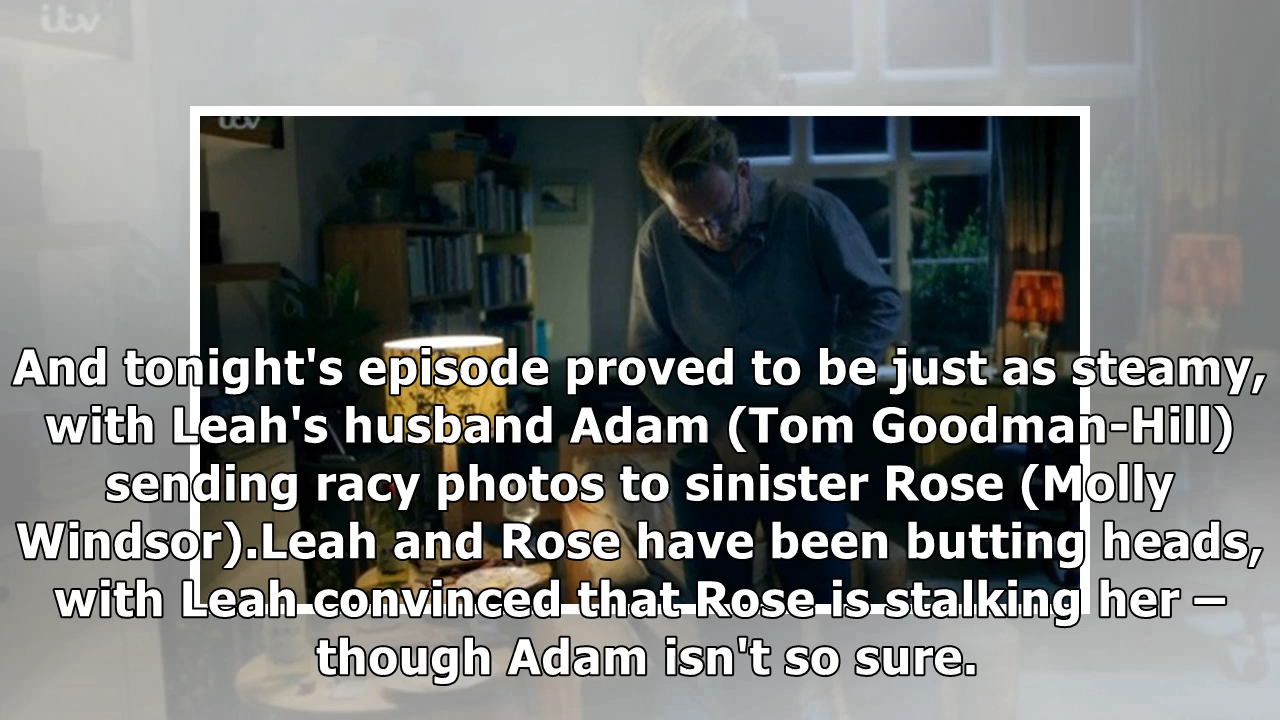 itv
itv
And tonight's episode proved to be just as steamy,
with Leah's husband Adam (Tom Goodman-Hill)
sending racy photos to sinister Rose (Molly
Windsor).Leah and Rose have been butting heads,
with Leah convinced that Rose is stalking her –
though Adam isn't so sure.